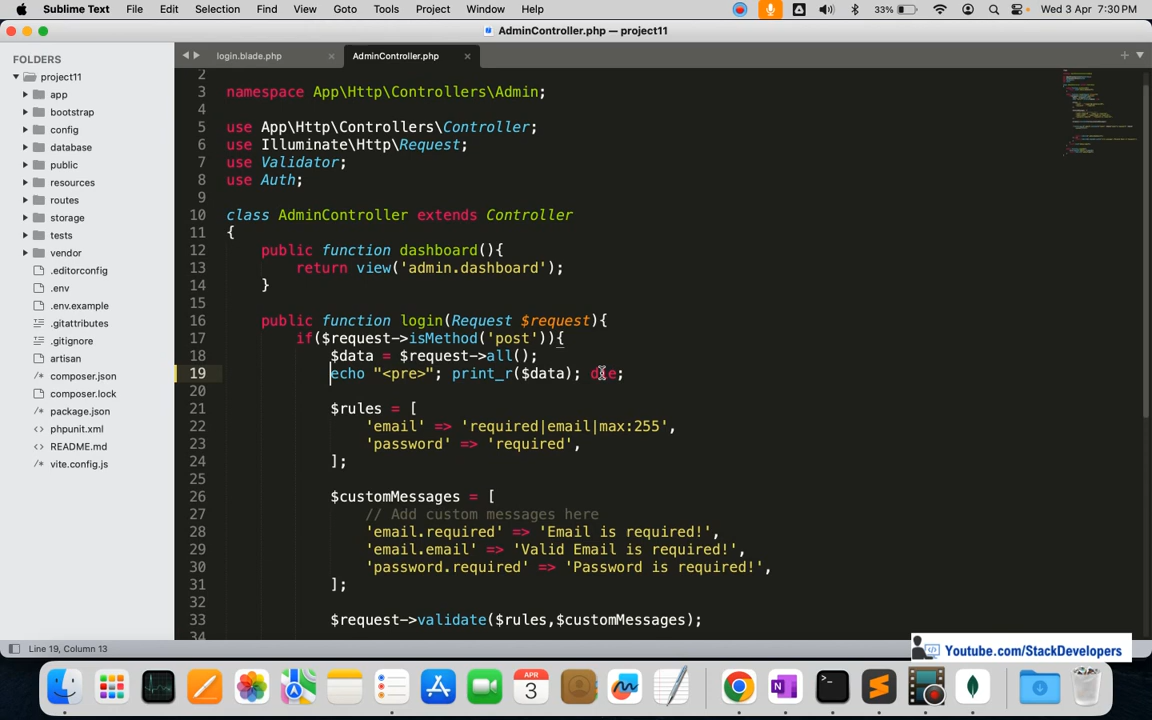 Sublime Text File Edit Selection Find View Goto Tools Project Window Help 33% Wed 3 Apr 7:30 PM
AdminController.php — project11
FOLDERS
project11
app
bootstrap
config
database
public
resources
routes
storage
tests
vendor
.editorconfig
.env
.env.example
.gitattributes
.gitignore
artisan
composer.json
composer.lock
package.json
phpunit.xml
README.md
vite.config.js
login.blade.php × AdminController.php ×
2
3 namespace App\Http\Controllers\Admin;
4
5 use App\Http\Controllers\Controller;
6 use Illuminate\Http\Request;
7 use Validator;
8 use Auth;
9
10 class AdminController extends Controller
11 {
12 public function dashboard(){
13 return view('admin.dashboard');
14 }
15
16 public function login(Request $request){
17 if($request->isMethod('post')){
18 $data = $request->all();
19 echo "<pre>"; print_r($data); die;
20
21 $rules = [
22 'email' => 'required|email|max:255',
23 'password' => 'required',
24 ];
25
26 $customMessages = [
27 // Add custom messages here
28 'email.required' => 'Email is required!',
29 'email.email' => 'Valid Email is required!',
30 'password.required' => 'Password is required!',
31 ];
32
33 $request->validate($rules,$customMessages);
34
Line 19, Column 13
Youtube.com/StackDevelopers
APR
3